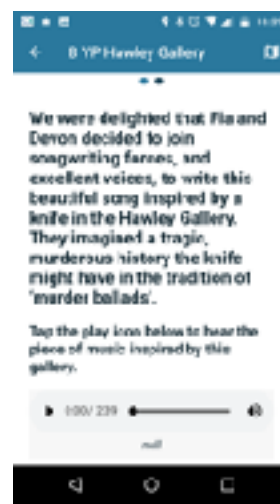 8 YP Hawley Gallery
We were delighted that Fia and
Devon decided to join
songwriting forces, and
excellent voices, to write this
beautiful song inspired by a
knife in the Hawley Gallery.
They imagined a tragic,
murderous history the knife
might have in the tradition of
'murder ballads'.
Tap the play icon below to hear the
piece of music inspired by this
gallery.
0:00 / 2:39
null